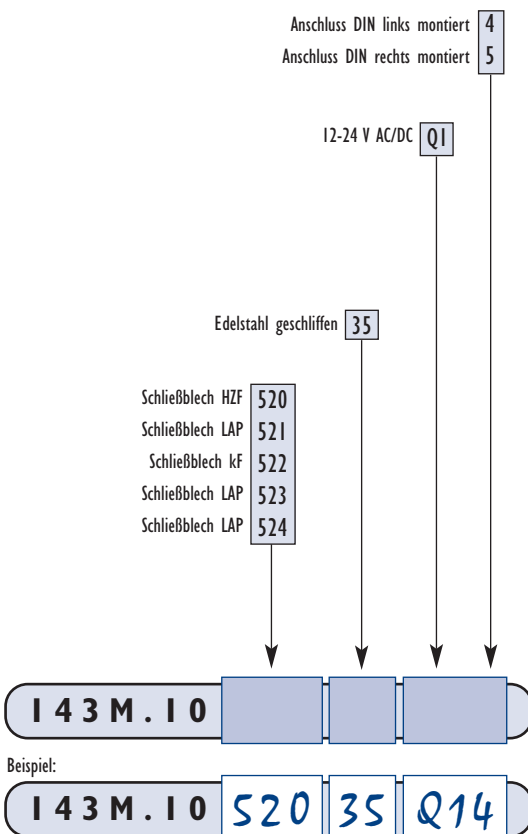 Anschluss DIN links montiert 4
Anschluss DIN rechts montiert 5
12-24 V AC/DC Q1
Edelstahl geschliffen 35
Schließblech HZF 520
Schließblech LAP 521
Schließblech kF 522
Schließblech LAP 523
Schließblech LAP 524
143M.10
Beispiel:
143M.10 520 35 Q14